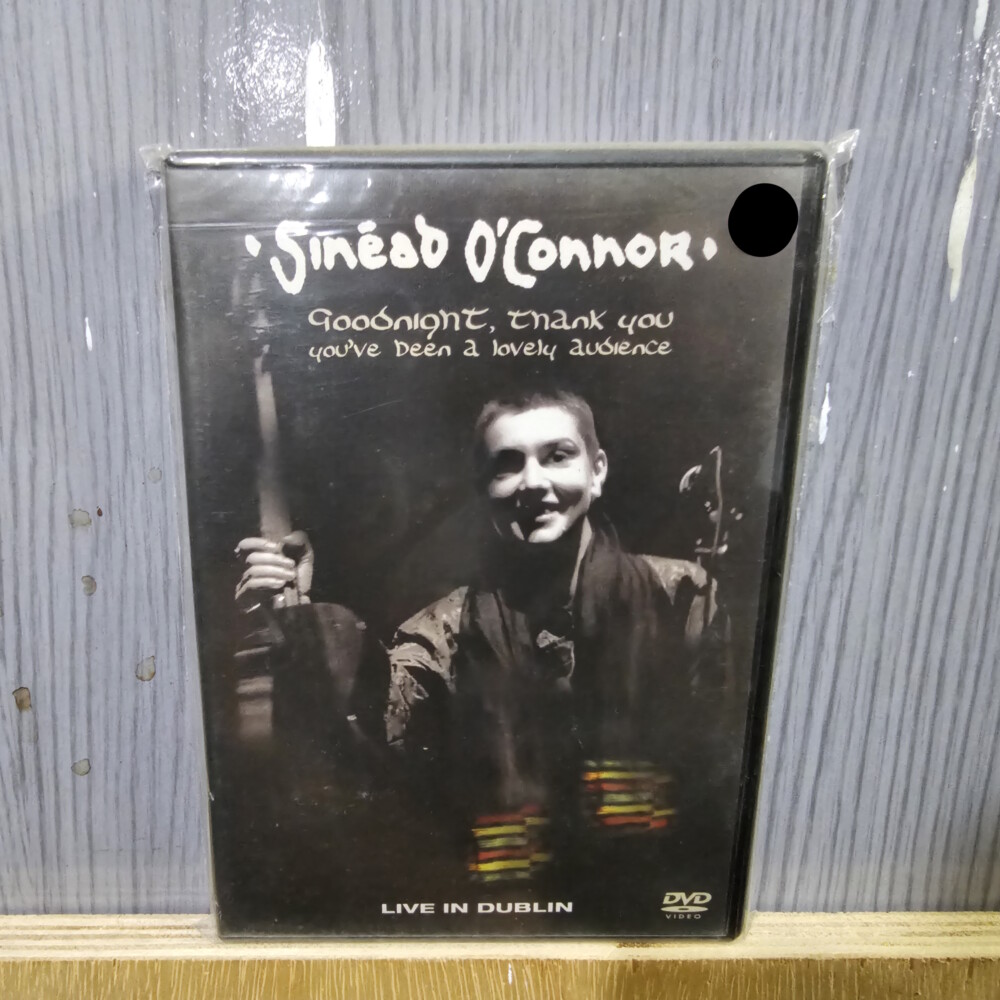 • Sinéad O'Connor •
Goodnight, thank you
you've been a lovely audience
LIVE IN DUBLIN
DVD
VIDEO